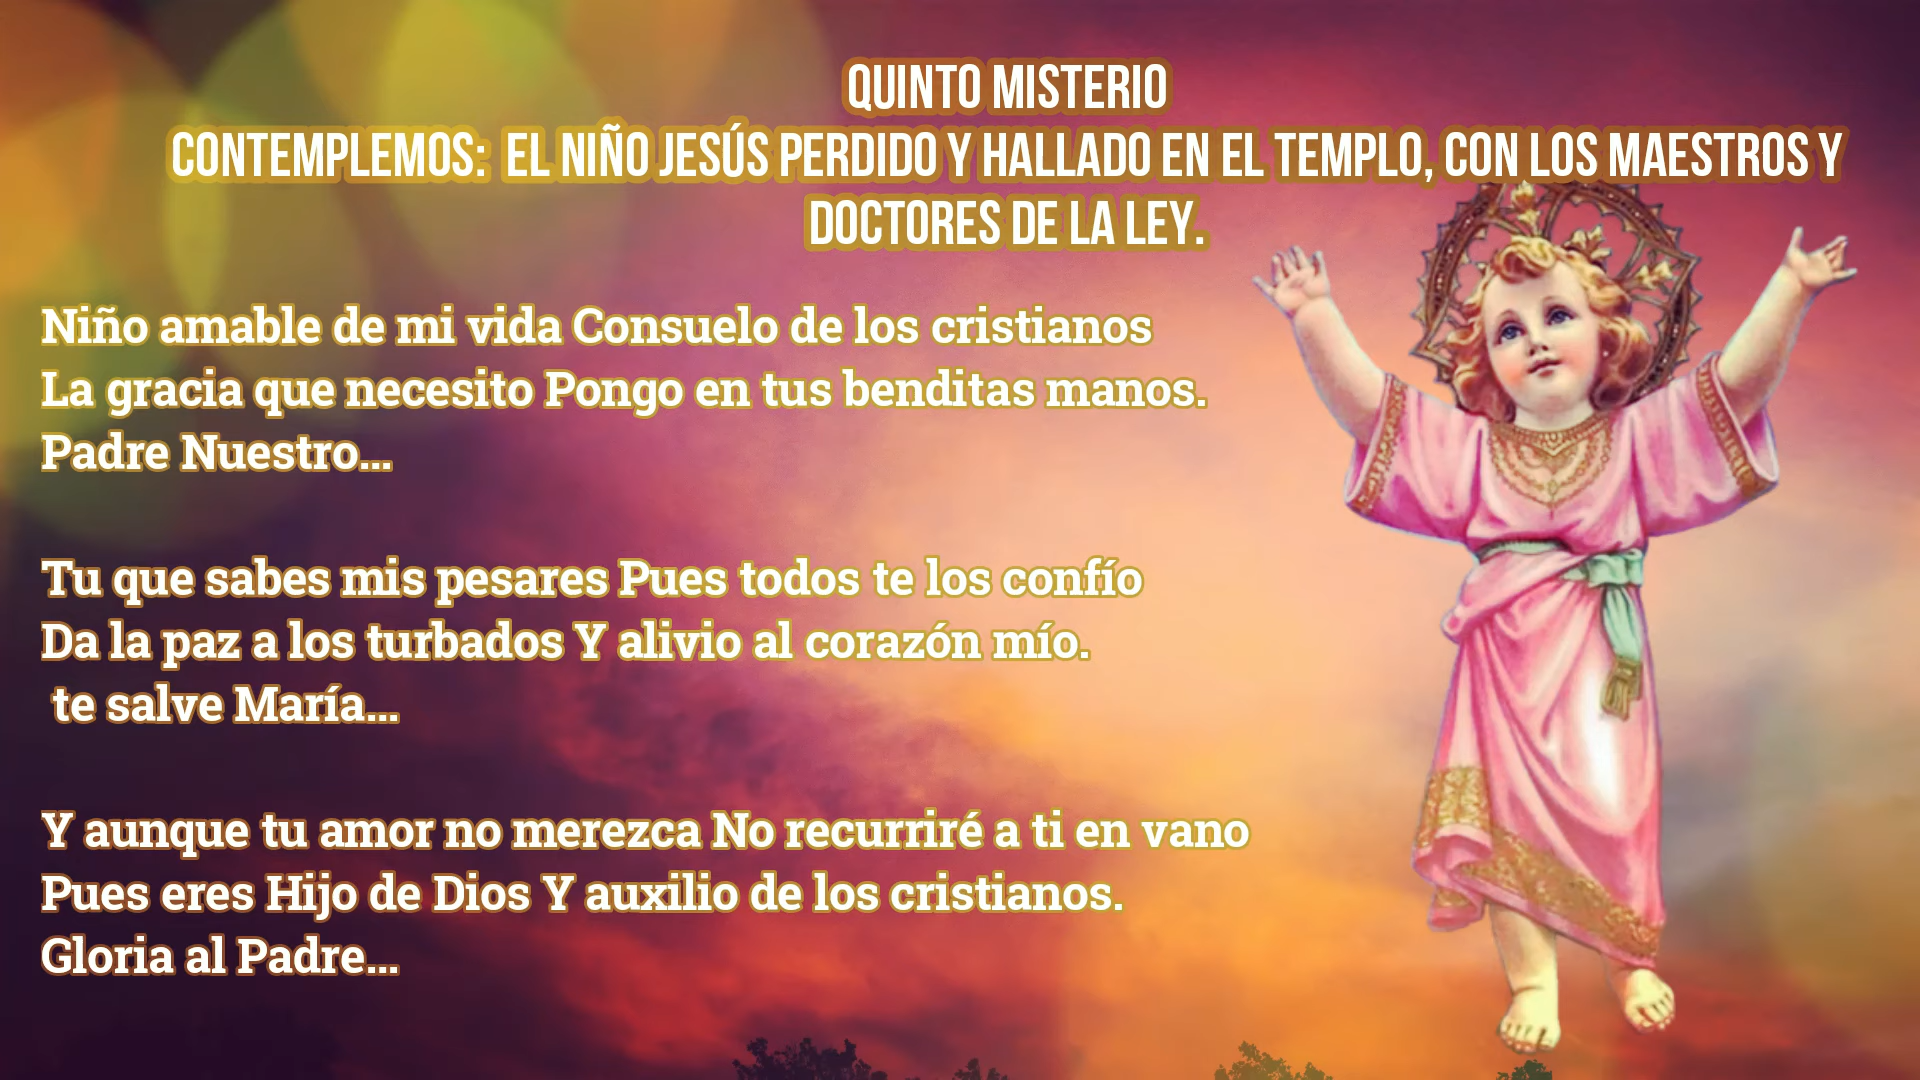 QUINTO MISTERIO
CONTEMPLEMOS: EL NIÑO JESÚS PERDIDO Y HALLADO EN EL TEMPLO, CON LOS MAESTROS Y
DOCTORES DE LA LEY.
Niño amable de mi vida Consuelo de los cristianos
La gracia que necesito Pongo en tus benditas manos.
Padre Nuestro...
Tu que sabes mis pesares Pues todos te los confío
Da la paz a los turbados Y alivio al corazón mío.
te salve María...
Y aunque tu amor no merezca No recurriré a ti en vano
Pues eres Hijo de Dios Y auxilio de los cristianos.
Gloria al Padre...